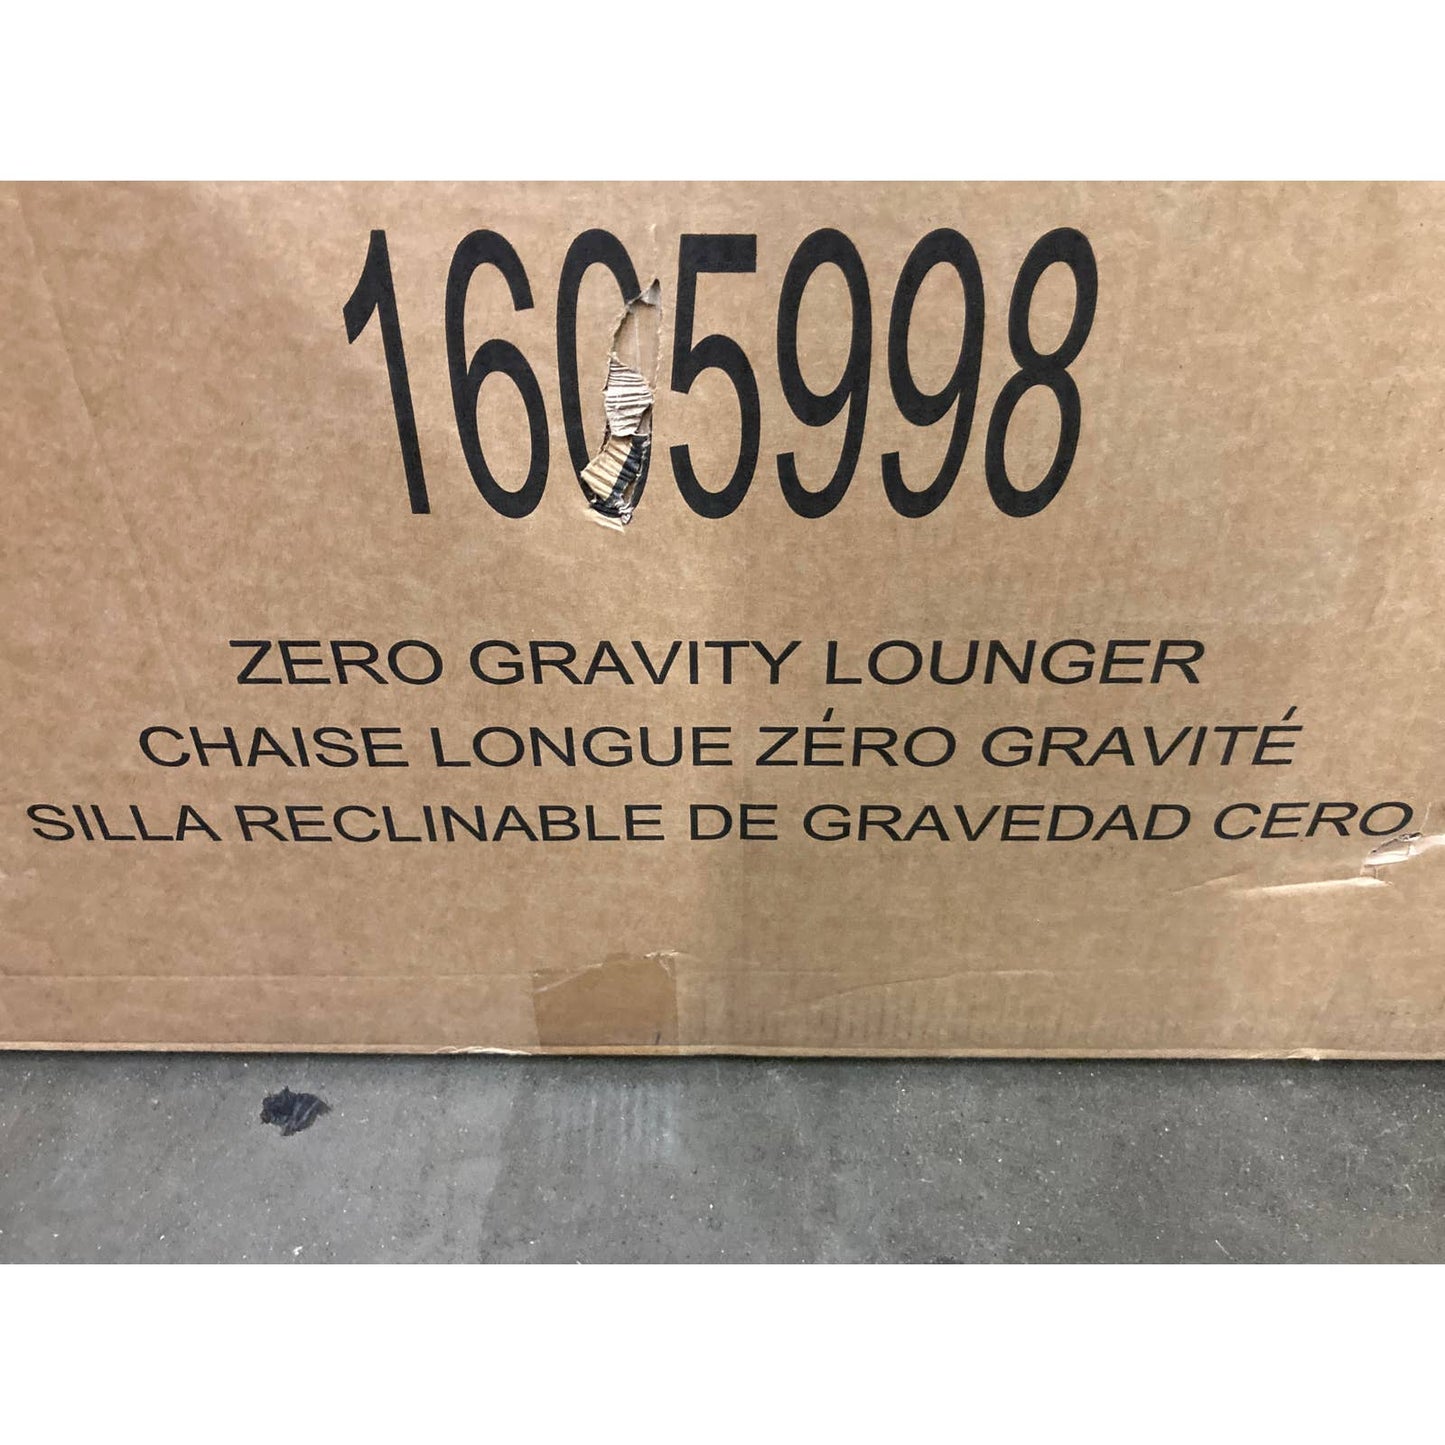 1605998
ZERO GRAVITY LOUNGER
CHAISE LONGUE ZÉRO GRAVITÉ
SILLA RECLINABLE DE GRAVEDAD CERO